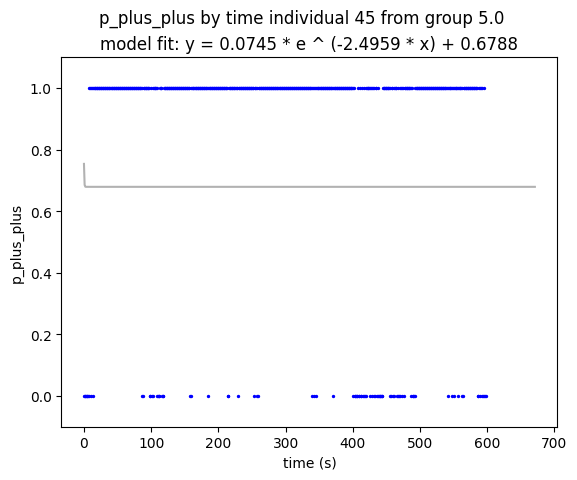 p_plus_plus by time individual 45 from group 5.0
model fit: y = 0.0745 * e ^ (-2.4959 * x) + 0.6788
1.0
0.8
0.6
0.4
0.2
0.0
p_plus_plus
0 100 200 300 400 500 600 700
time (s)